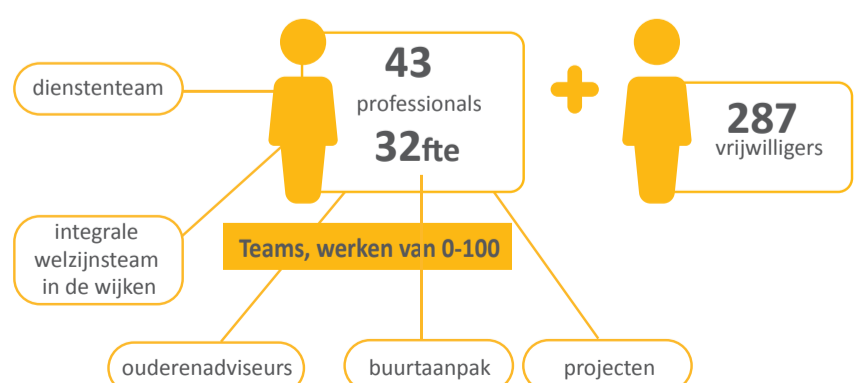 43
professionals
32fte
287
vrijwilligers
dienstenteam
integrale
welzijnsteam
in de wijken
Teams, werken van 0-100
ouderenadviseurs
buurtaanpak
projecten